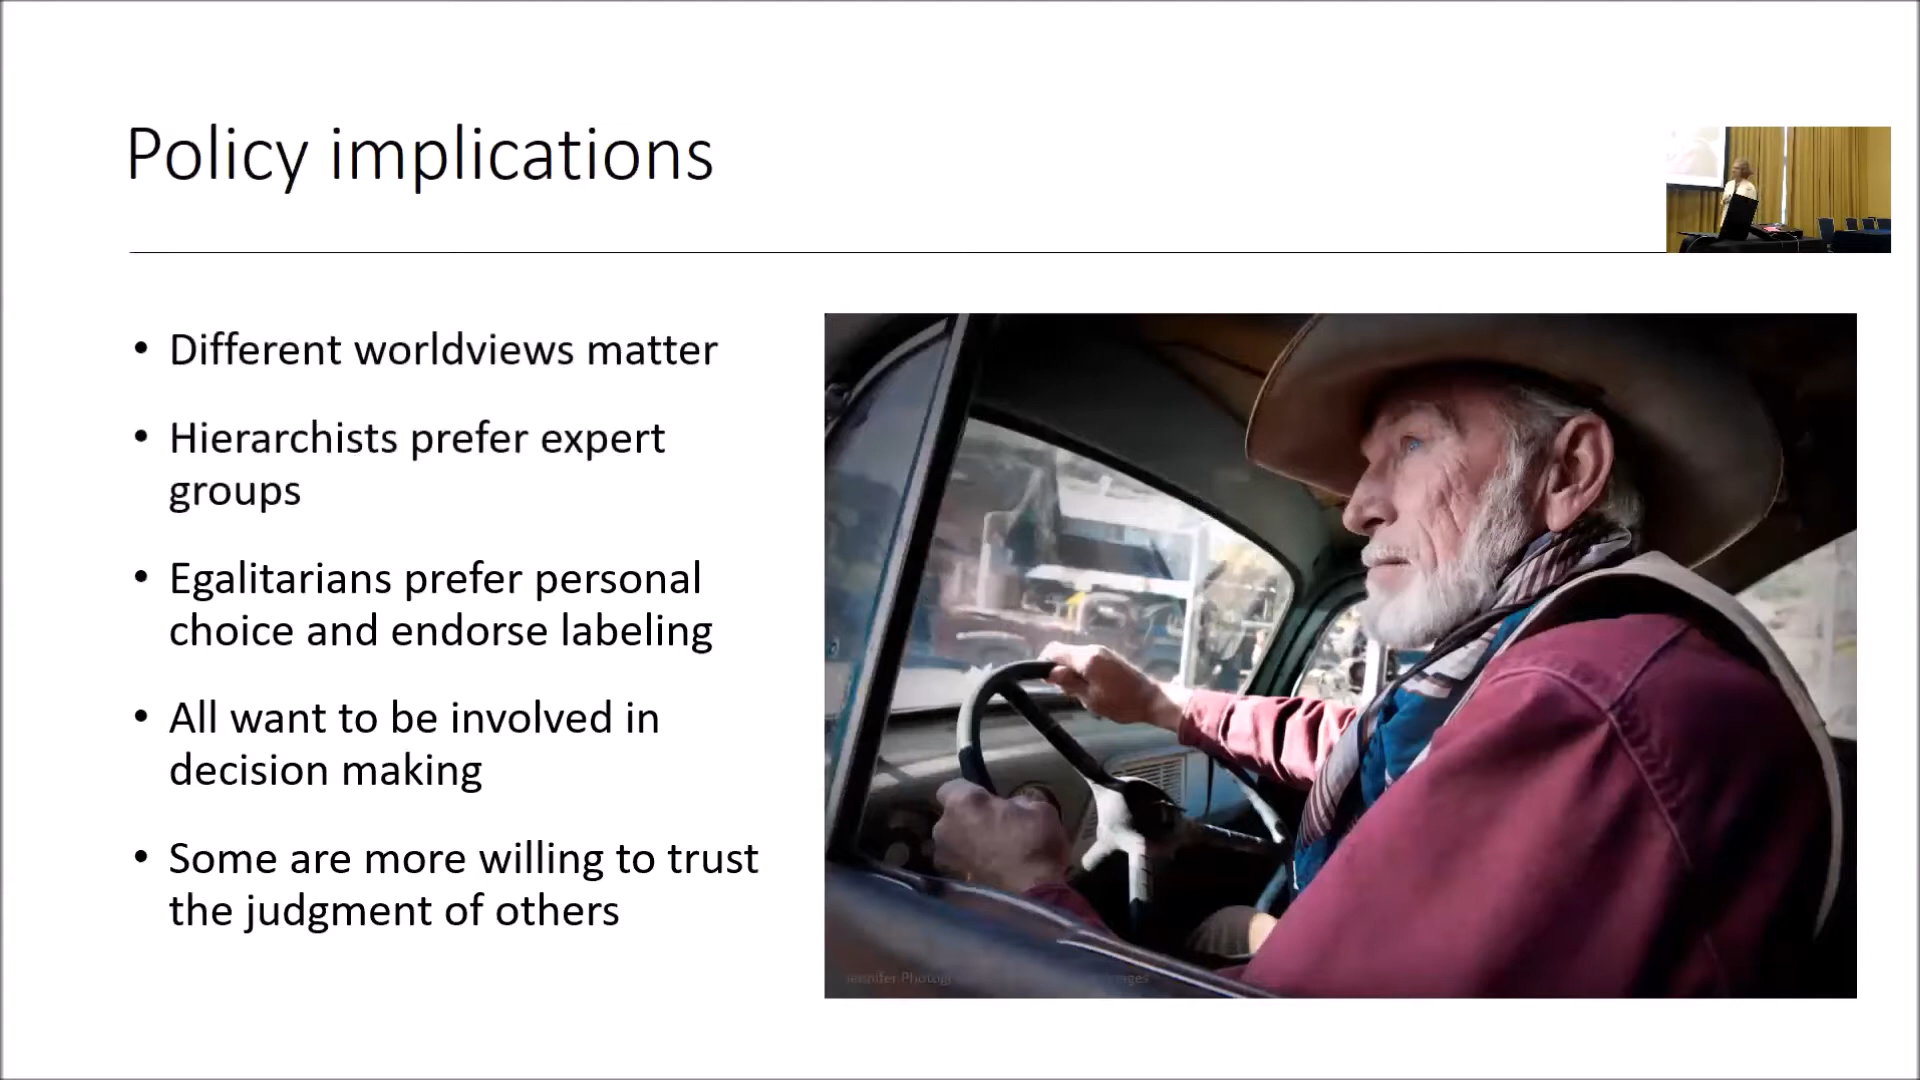 Policy implications
• Different worldviews matter
• Hierarchists prefer expert
groups
• Egalitarians prefer personal
choice and endorse labeling
• All want to be involved in
decision making
• Some are more willing to trust
the judgment of others